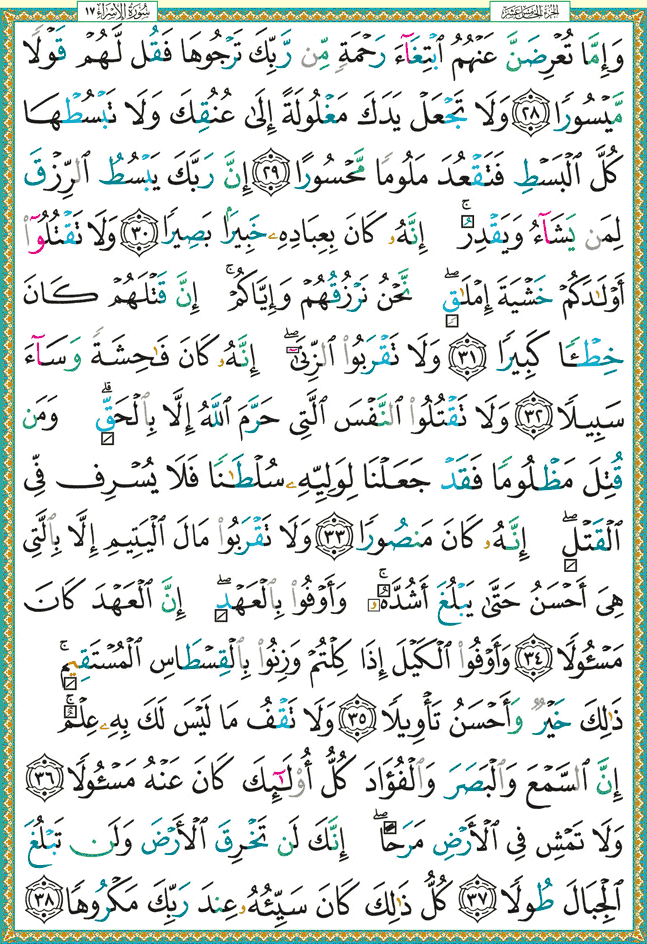 الجزء الخامس عشر
سورة الإسراء ١٧
وَإِمَّا تُعْرِضَنَّ عَنْهُمُ ٱبْتِغَآءَ رَحْمَةٍ مِّن رَّبِّكَ تَرْجُوهَا فَقُل لَّهُمْ قَوْلًا
مَّيْسُورًا ٢٨ وَلَا تَجْعَلْ يَدَكَ مَغْلُولَةً إِلَىٰ عُنُقِكَ وَلَا تَبْسُطْهَا
كُلَّ ٱلْبَسْطِ فَتَقْعُدَ مَلُومًا مَّحْسُورًا ٢٩ إِنَّ رَبَّكَ يَبْسُطُ ٱلرِّزْقَ
لِمَن يَشَآءُ وَيَقْدِرُ ۚ إِنَّهُۥ كَانَ بِعِبَادِهِۦ خَبِيرًۢا بَصِيرًا ٣٠ وَلَا تَقْتُلُوٓا۟
أَوْلَـٰدَكُمْ خَشْيَةَ إِمْلَـٰقٍ ۖ نَّحْنُ نَرْزُقُهُمْ وَإِيَّاكُمْ ۚ إِنَّ قَتْلَهُمْ كَانَ
خِطْـًٔا كَبِيرًا ٣١ وَلَا تَقْرَبُوا۟ ٱلزِّنَىٰٓ ۖ إِنَّهُۥ كَانَ فَـٰحِشَةً وَسَآءَ
سَبِيلًا ٣٢ وَلَا تَقْتُلُوا۟ ٱلنَّفْسَ ٱلَّتِى حَرَّمَ ٱللَّهُ إِلَّا بِٱلْحَقِّ ۗ وَمَن
قُتِلَ مَظْلُومًا فَقَدْ جَعَلْنَا لِوَلِيِّهِۦ سُلْطَـٰنًا فَلَا يُسْرِف فِّى
ٱلْقَتْلِ ۖ إِنَّهُۥ كَانَ مَنصُورًا ٣٣ وَلَا تَقْرَبُوا۟ مَالَ ٱلْيَتِيمِ إِلَّا بِٱلَّتِى
هِىَ أَحْسَنُ حَتَّىٰ يَبْلُغَ أَشُدَّهُۥ ۚ وَأَوْفُوا۟ بِٱلْعَهْدِ ۖ إِنَّ ٱلْعَهْدَ كَانَ
مَسْـُٔولًا ٣٤ وَأَوْفُوا۟ ٱلْكَيْلَ إِذَا كِلْتُمْ وَزِنُوا۟ بِٱلْقِسْطَاسِ ٱلْمُسْتَقِيمِ ۚ
ذَٰلِكَ خَيْرٌ وَأَحْسَنُ تَأْوِيلًا ٣٥ وَلَا تَقْفُ مَا لَيْسَ لَكَ بِهِۦ عِلْمٌ ۚ
إِنَّ ٱلسَّمْعَ وَٱلْبَصَرَ وَٱلْفُؤَادَ كُلُّ أُو۟لَـٰٓئِكَ كَانَ عَنْهُ مَسْـُٔولًا ٣٦
وَلَا تَمْشِ فِى ٱلْأَرْضِ مَرَحًا ۖ إِنَّكَ لَن تَخْرِقَ ٱلْأَرْضَ وَلَن تَبْلُغَ
ٱلْجِبَالَ طُولًا ٣٧ كُلُّ ذَٰلِكَ كَانَ سَيِّئُهُۥ عِندَ رَبِّكَ مَكْرُوهًا ٣٨